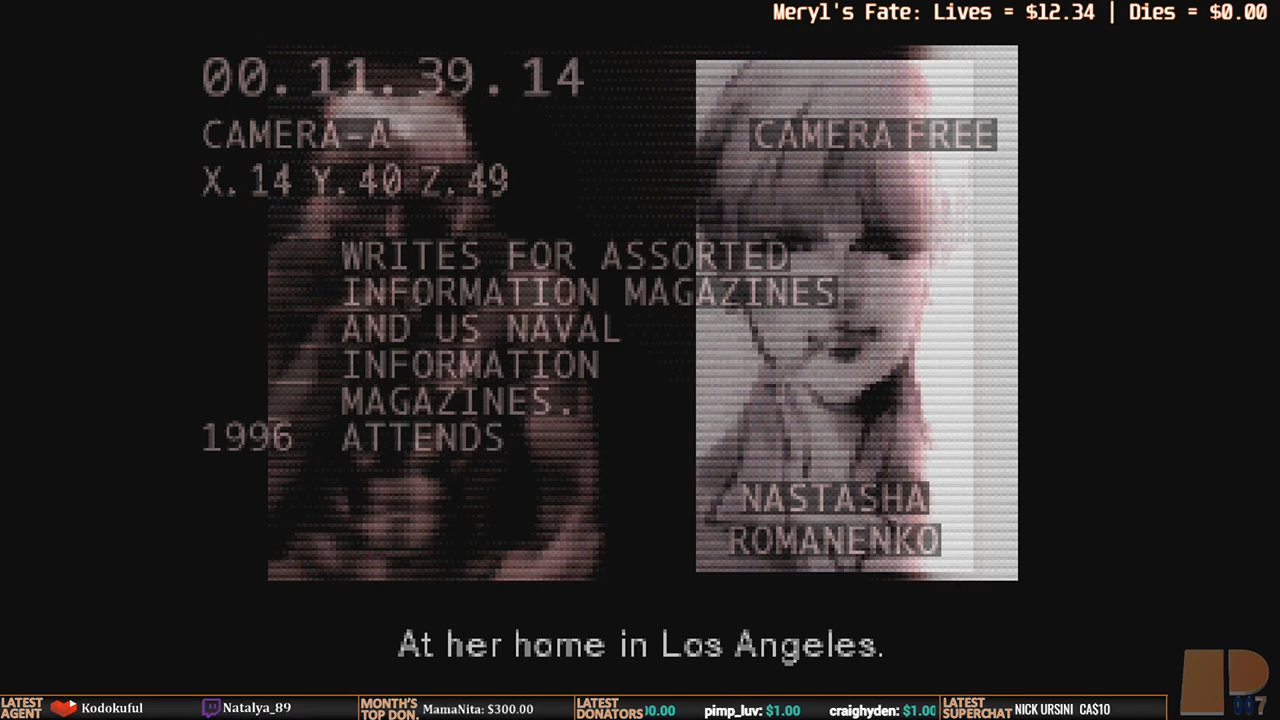 Meryl's Fate: Lives = $12.34 | Dies = $0.00
00.11.39.14
CAMERA-A
CAMERA FREE
X.14 Y.40 Z.49
WRITES FOR ASSORTED
INFORMATION MAGAZINES
AND US NAVAL
INFORMATION
MAGAZINES.
1996 ATTENDS
NASTASHA
ROMANENKO
At her home in Los Angeles.
LATEST AGENT
Kodokuful
Natalya_89
MONTH'S TOP DON.
MamaNita: $300.00
LATEST DONATORS
00.00
pimp_luv: $1.00
craighyden: $1.00
LATEST SUPERCHAT
NICK URSINI CA$10